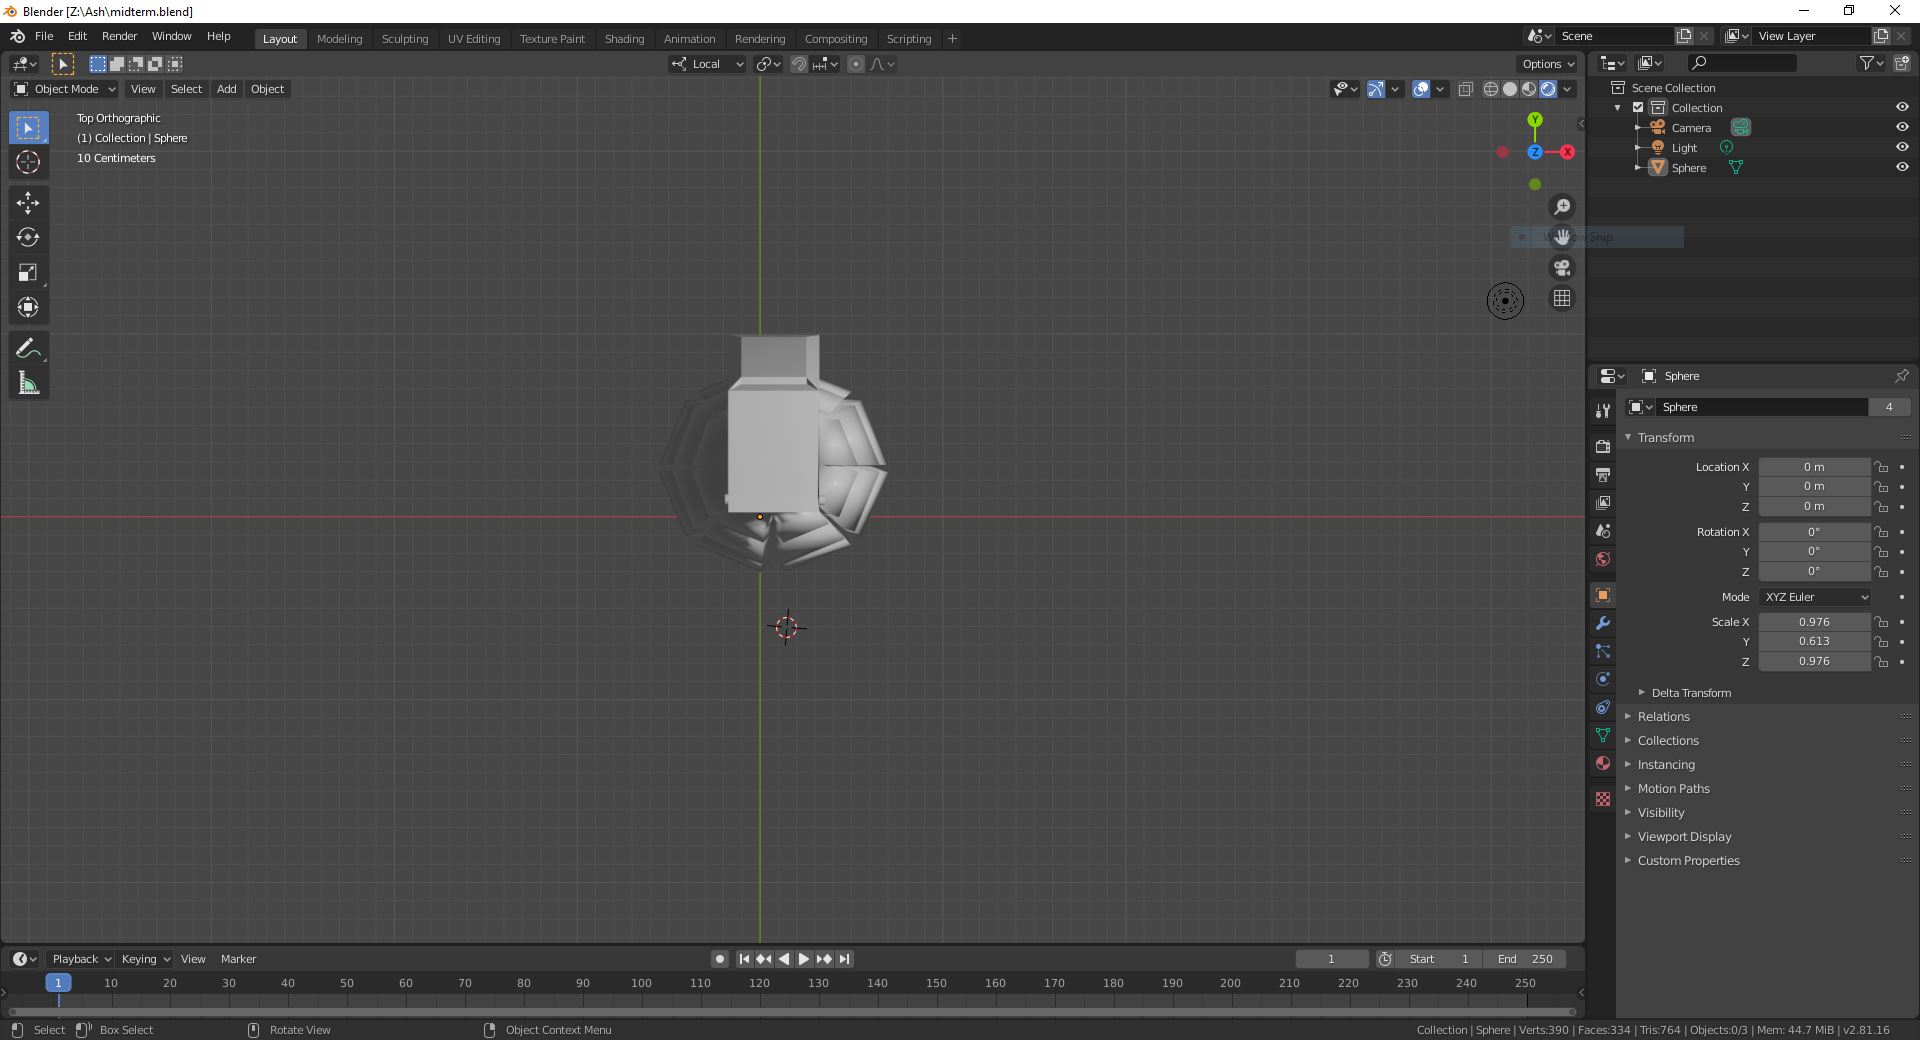 Blender [Z:\Ash\midterm.blend]
File Edit Render Window Help Layout Modeling Sculpting UV Editing Texture Paint Shading Animation Rendering Compositing Scripting + Scene View Layer
Local Options
Object Mode View Select Add Object
Top Orthographic
(1) Collection | Sphere
10 Centimeters
Y
Z X
Snip
Scene Collection
Collection
Camera
Light
Sphere
Sphere
Sphere 4
Transform
Location X 0 m
Y 0 m
Z 0 m
Rotation X 0°
Y 0°
Z 0°
Mode XYZ Euler
Scale X 0.976
Y 0.613
Z 0.976
Delta Transform
Relations
Collections
Instancing
Motion Paths
Visibility
Viewport Display
Custom Properties
Playback Keying View Marker 1 Start 1 End 250
1 10 20 30 40 50 60 70 80 90 100 110 120 130 140 150 160 170 180 190 200 210 220 230 240 250
Select Box Select Rotate View Object Context Menu Collection | Sphere | Verts:390 | Faces:334 | Tris:764 | Objects:0/3 | Mem: 44.7 MiB | v2.81.16